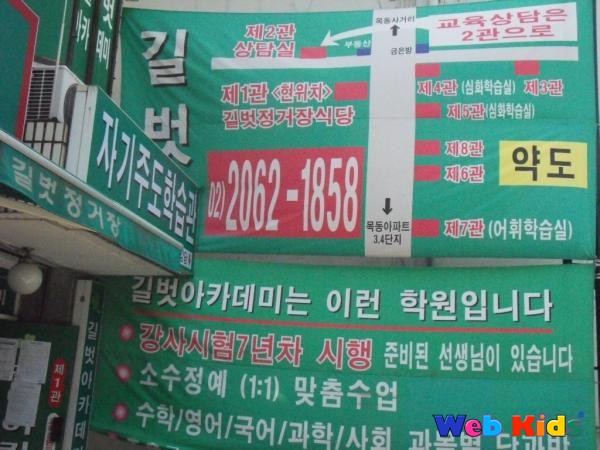 길벗
제2관
상담실
목동사거리
부동산
금은방
교육상담은
2관으로
제1관 <현위치>
길벗정거장식당
제4관 (심화학습실)
제3관
제5관 (심화학습실)
02) 2062-1858
제8관
제6관
약도
목동아파트
3.4단지
제7관 (어휘학습실)
자기주도학습관
길벗정거장
길벗아카데미는 이런 학원입니다
강사시험7년차 시행 준비된 선생님이 있습니다
소수정예 (1:1) 맞춤수업
수학/영어/국어/과학/사회
길벗아카데미
제1관
Web Kids